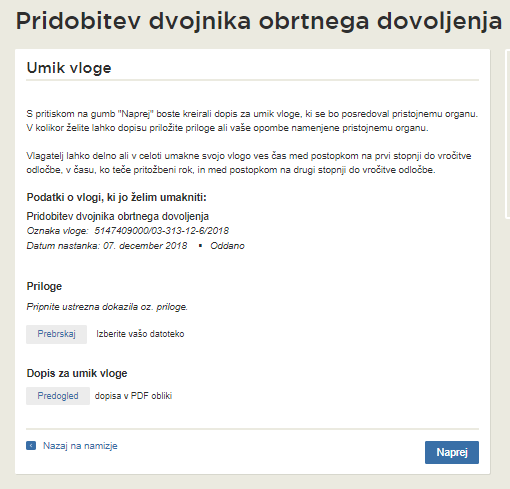 Pridobitev dvojnika obrtnega dovoljenja
Umik vloge
S pritiskom na gumb "Naprej" boste kreirali dopis za umik vloge, ki se bo posredoval pristojnemu organu.
V kolikor želite lahko dopisu priložite priloge ali vaše opombe namenjene pristojnemu organu.
Vlagatelj lahko delno ali v celoti umakne svojo vlogo ves čas med postopkom na prvi stopnji do vročitve
odločbe, v času, ko teče pritožbeni rok, in med postopkom na drugi stopnji do vročitve odločbe.
Podatki o vlogi, ki jo želim umakniti:
Pridobitev dvojnika obrtnega dovoljenja
Oznaka vloge: 5147409000/03-313-12-6/2018
Datum nastanka: 07. december 2018 ▪ Oddano
Priloge
Pripnite ustrezna dokazila oz. priloge.
Prebrskaj Izberite vašo datoteko
Dopis za umik vloge
Predogled dopisa v PDF obliki
Nazaj na namizje
Naprej